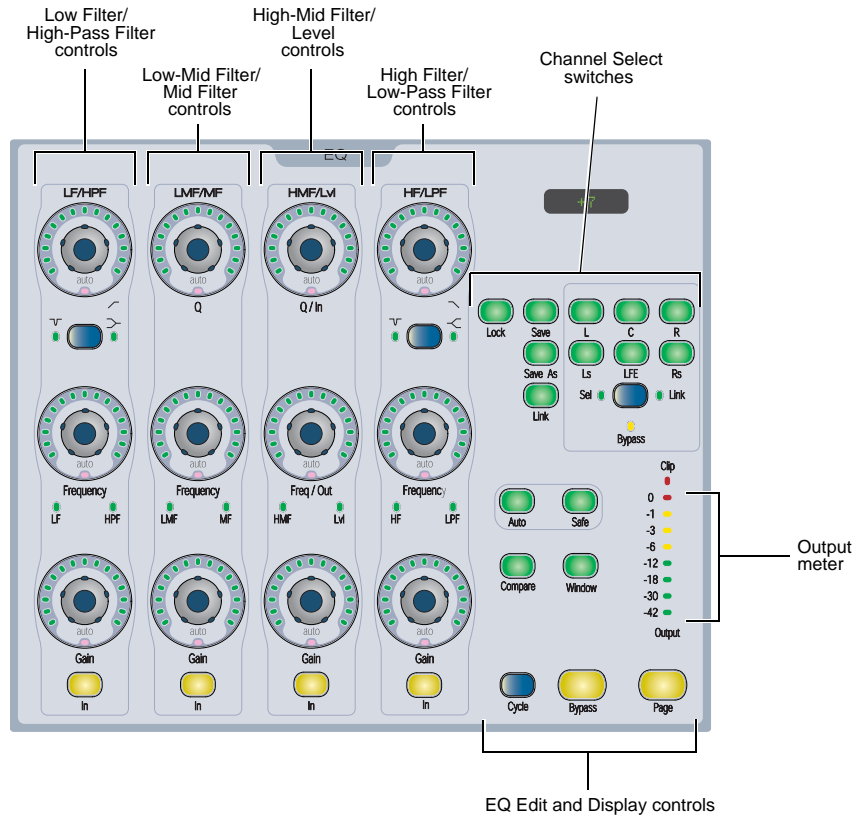 Low Filter/
High-Pass Filter
controls
High-Mid Filter/
Level
controls
Low-Mid Filter/
Mid Filter
controls
High Filter/
Low-Pass Filter
controls
Channel Select
switches
EQ
LF/HPF
LMF/MF
HMF/Lvl
HF/LPF
+7
auto
auto
auto
auto
Q
Q / In
Lock
Save
L
C
R
Save As
Ls
LFE
Rs
Link
Sel
Link
Bypass
auto
auto
auto
auto
Frequency
Frequency
Freq / Out
Frequency
LF
HPF
LMF
MF
HMF
Lvl
HF
LPF
Clip
0
-1
-3
-6
-12
-18
-30
-42
Output
Auto
Safe
Compare
Window
Output
meter
auto
auto
auto
auto
Gain
Gain
Gain
Gain
In
In
In
In
Cycle
Bypass
Page
EQ Edit and Display controls